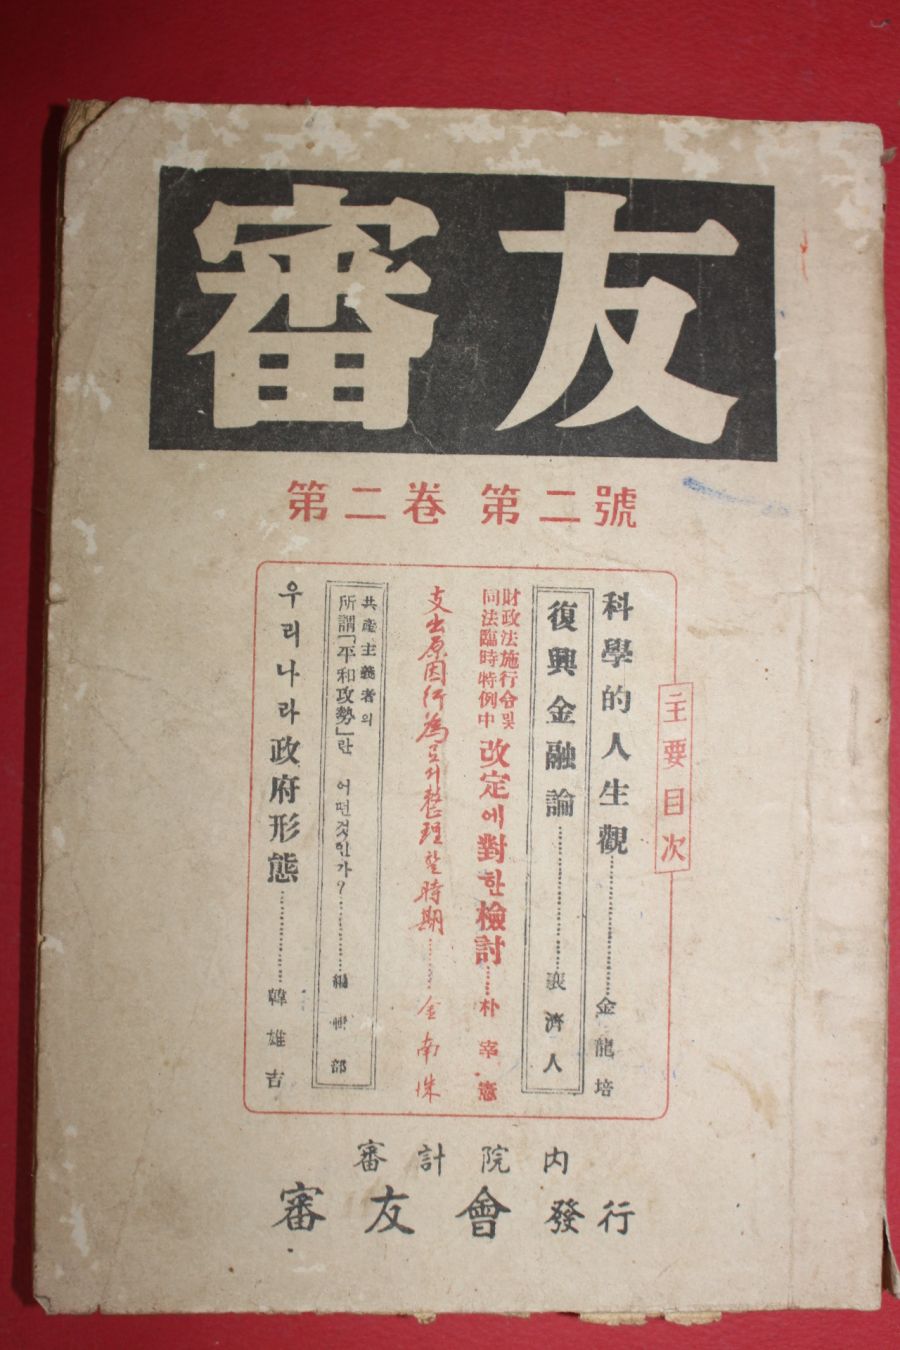 審友
第二卷 第二號
主要目次
科學的人生觀……………金龍培
復興金融論……………裵濟人
財政法施行令및
同法臨時特例中
改定에對한檢討……朴宰憲
支出原因行為로서整理할時期………金南洙
共產主義者의
所謂「平和攻勢」란 어떤것인가?……………編輯部
우리나라政府形態……………韓雄吉
審計院內
審友會發行